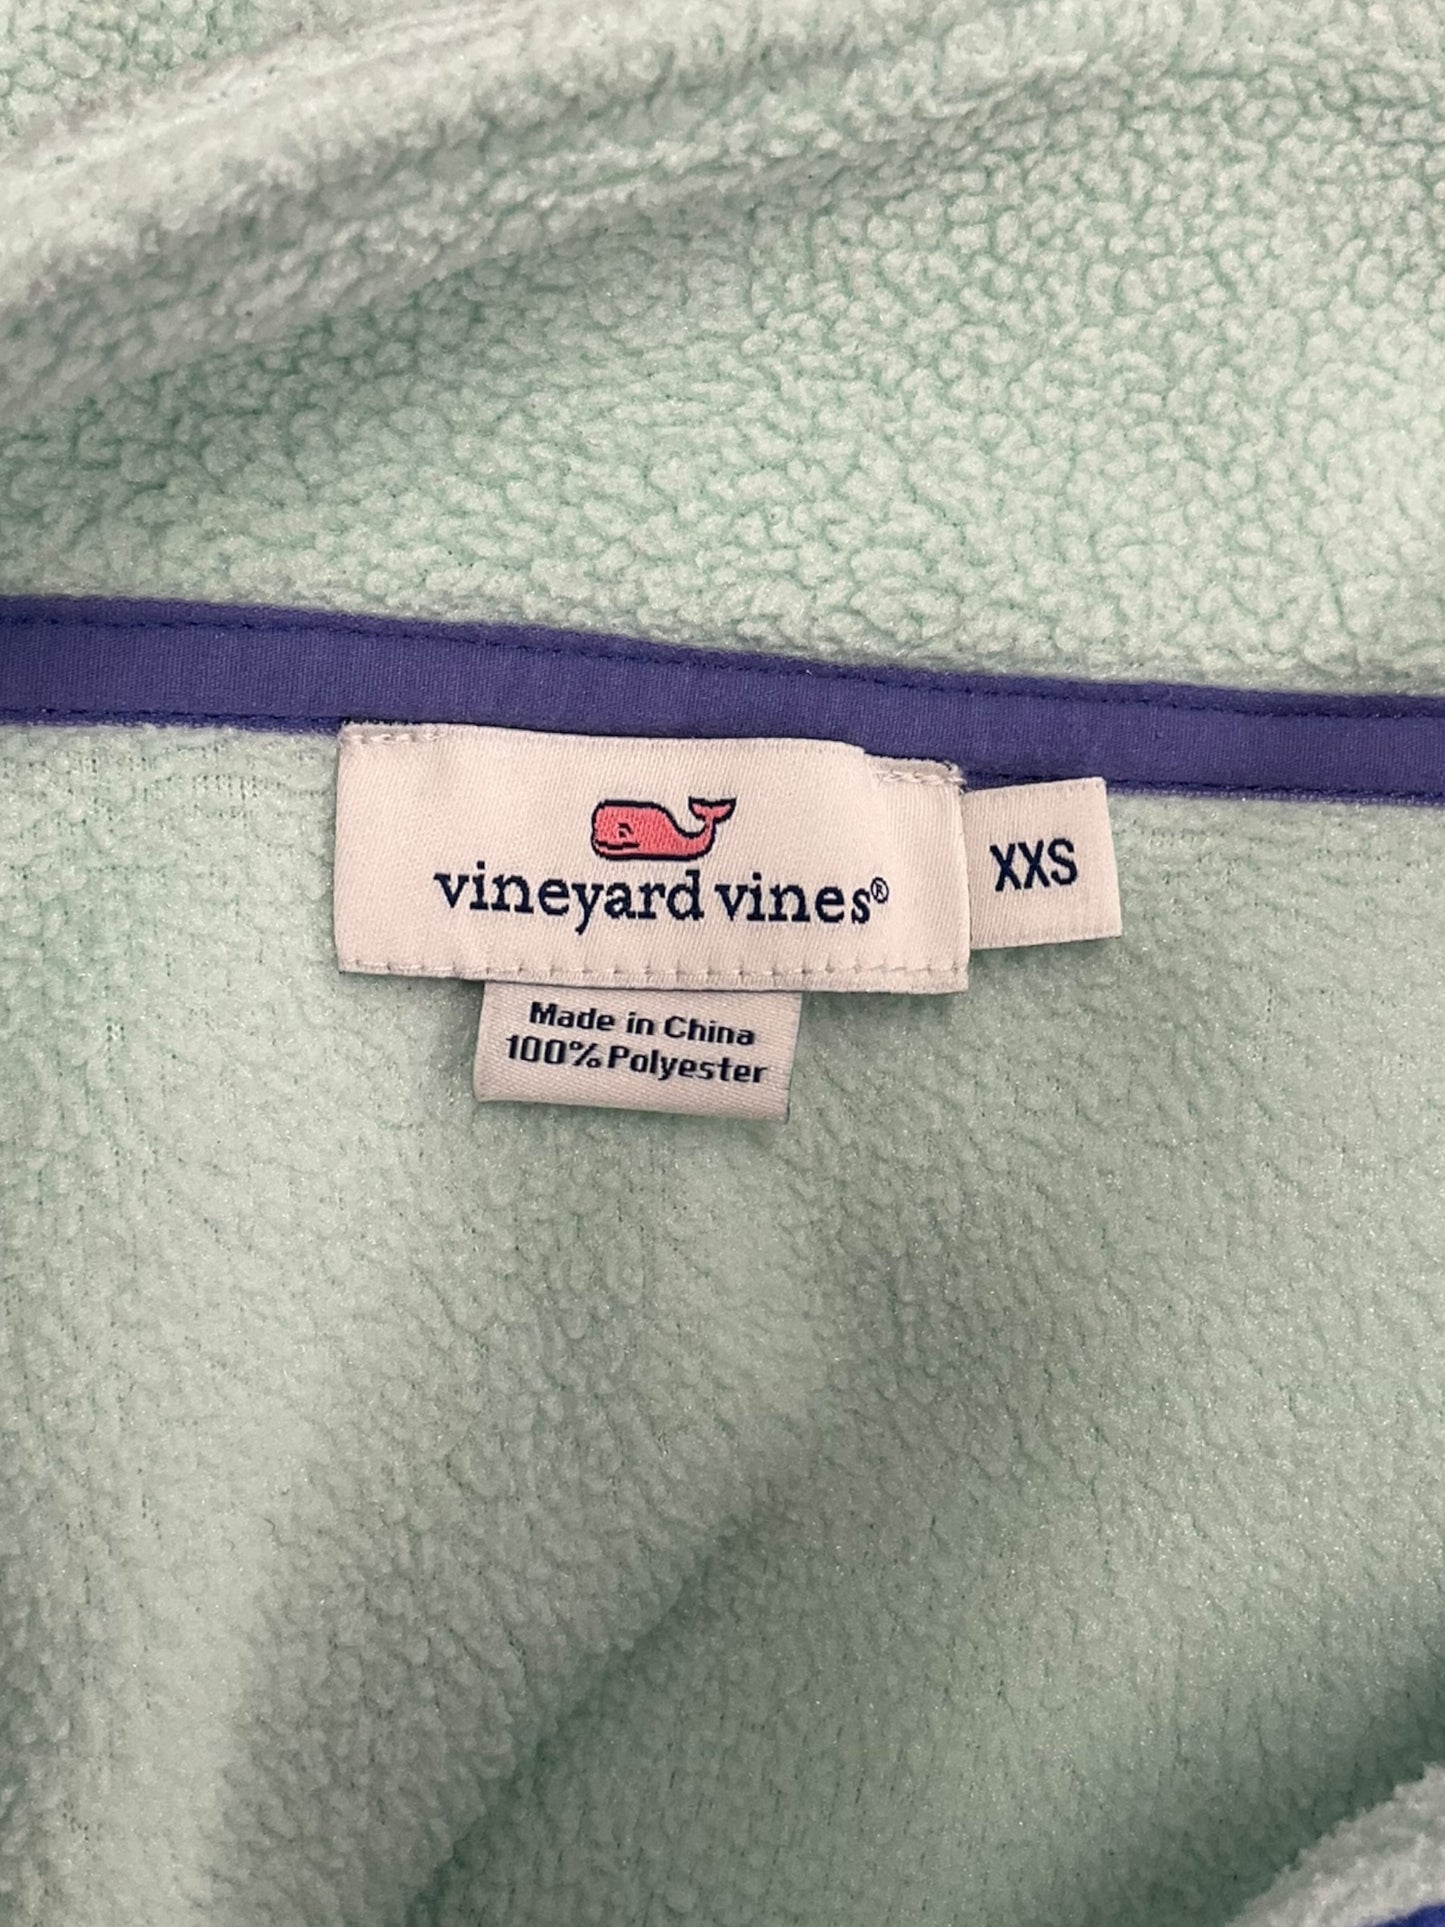 vineyard vines®
XXS
Made in China
100% Polyester